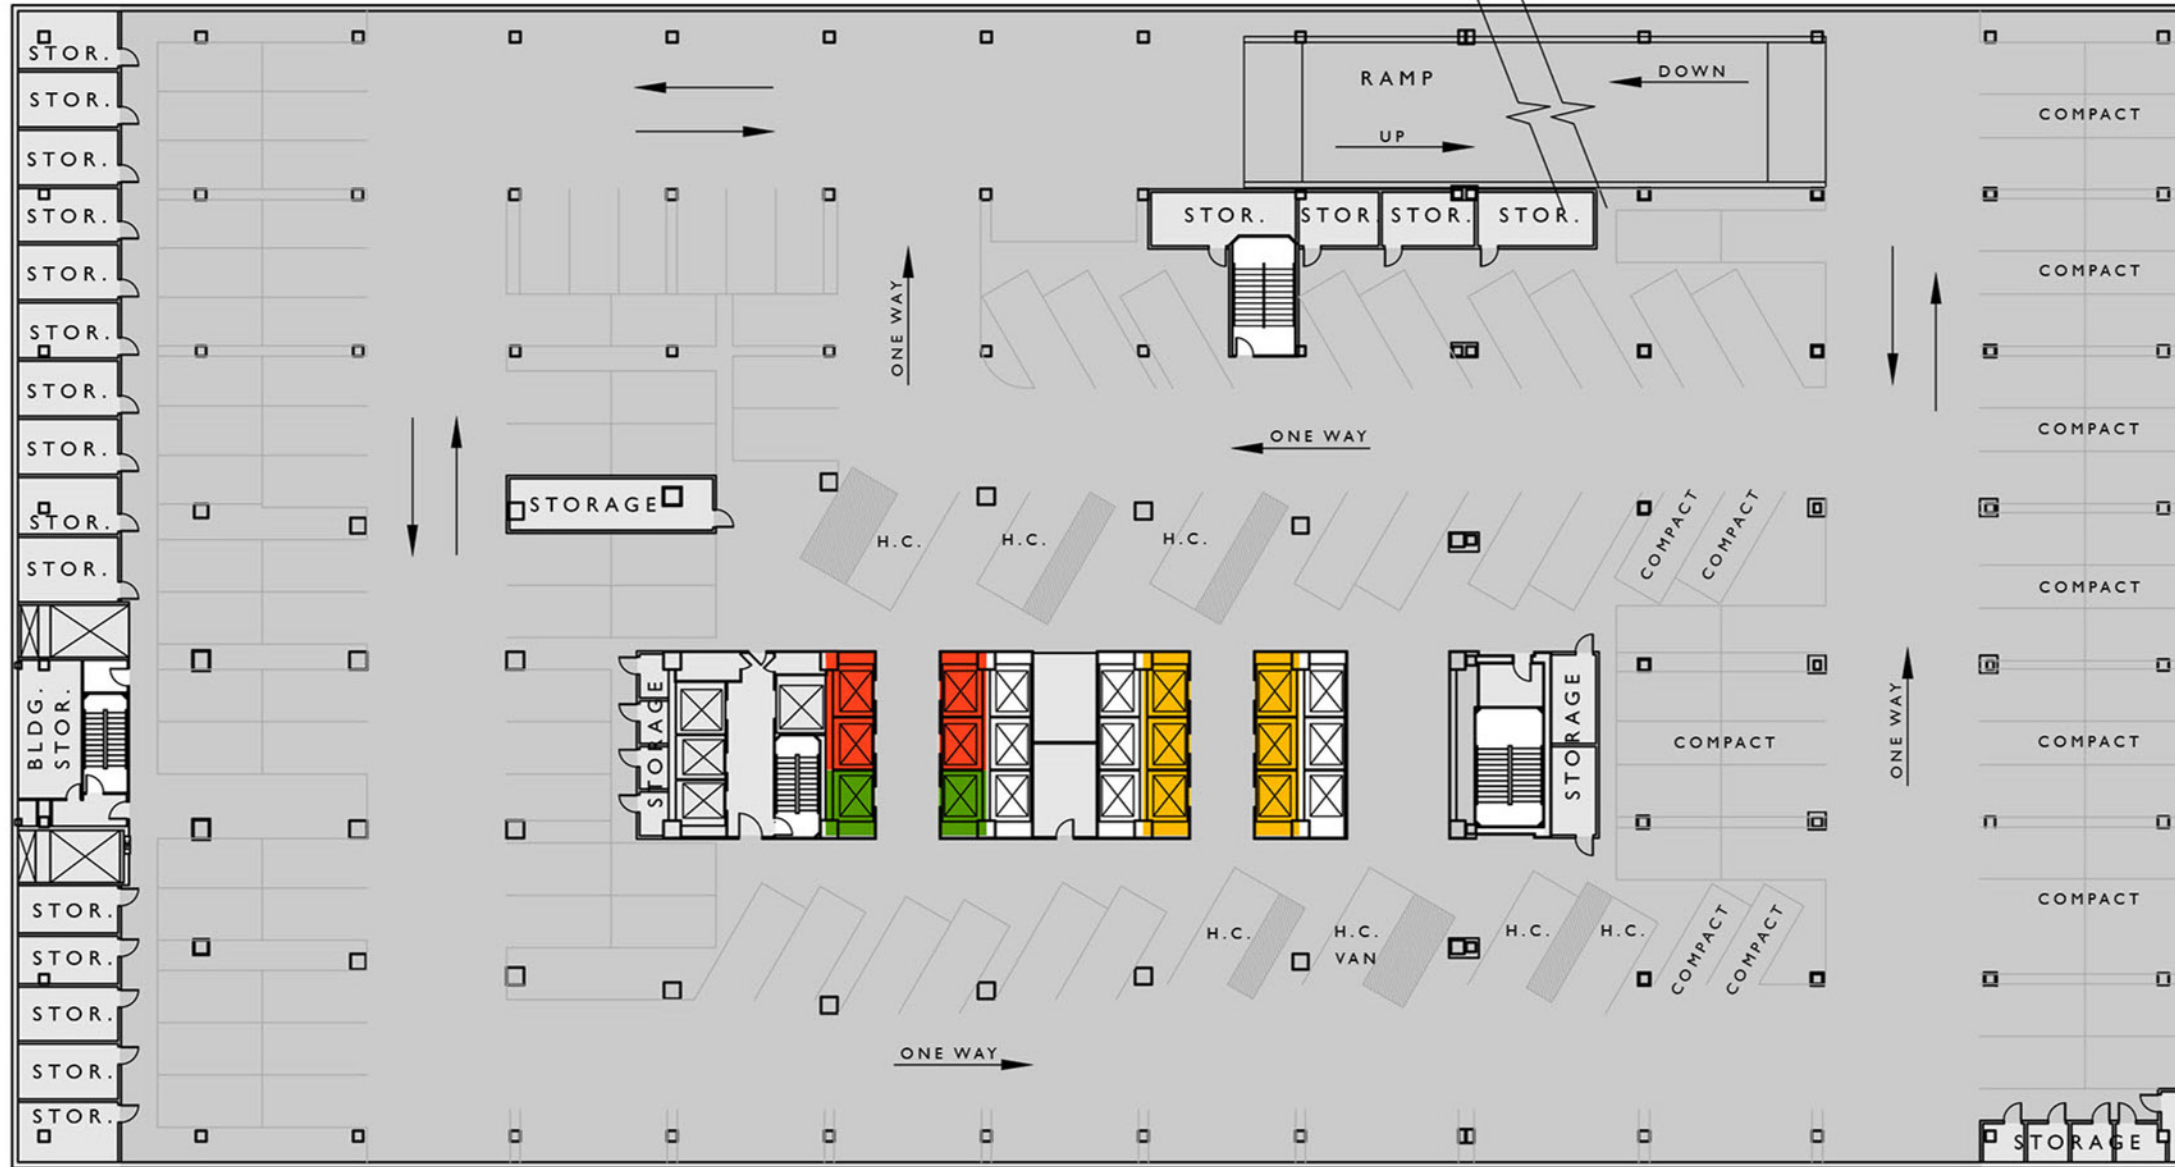 STOR.
RAMP
DOWN
STOR.
COMPACT
UP
STOR.
STOR.
STOR.
STOR.
STOR.
STOR.
STOR.
COMPACT
ONE WAY
STOR.
STOR.
COMPACT
ONE WAY
STOR.
STORAGE
STOR.
H.C.
H.C.
H.C.
COMPACT
COMPACT
STOR.
COMPACT
BLDG.
STOR.
STORAGE
STORAGE
COMPACT
ONE WAY
COMPACT
STOR.
COMPACT
H.C.
H.C.
VAN
H.C.
H.C.
COMPACT
COMPACT
STOR.
STOR.
ONE WAY
STOR.
STOR.
STORAGE